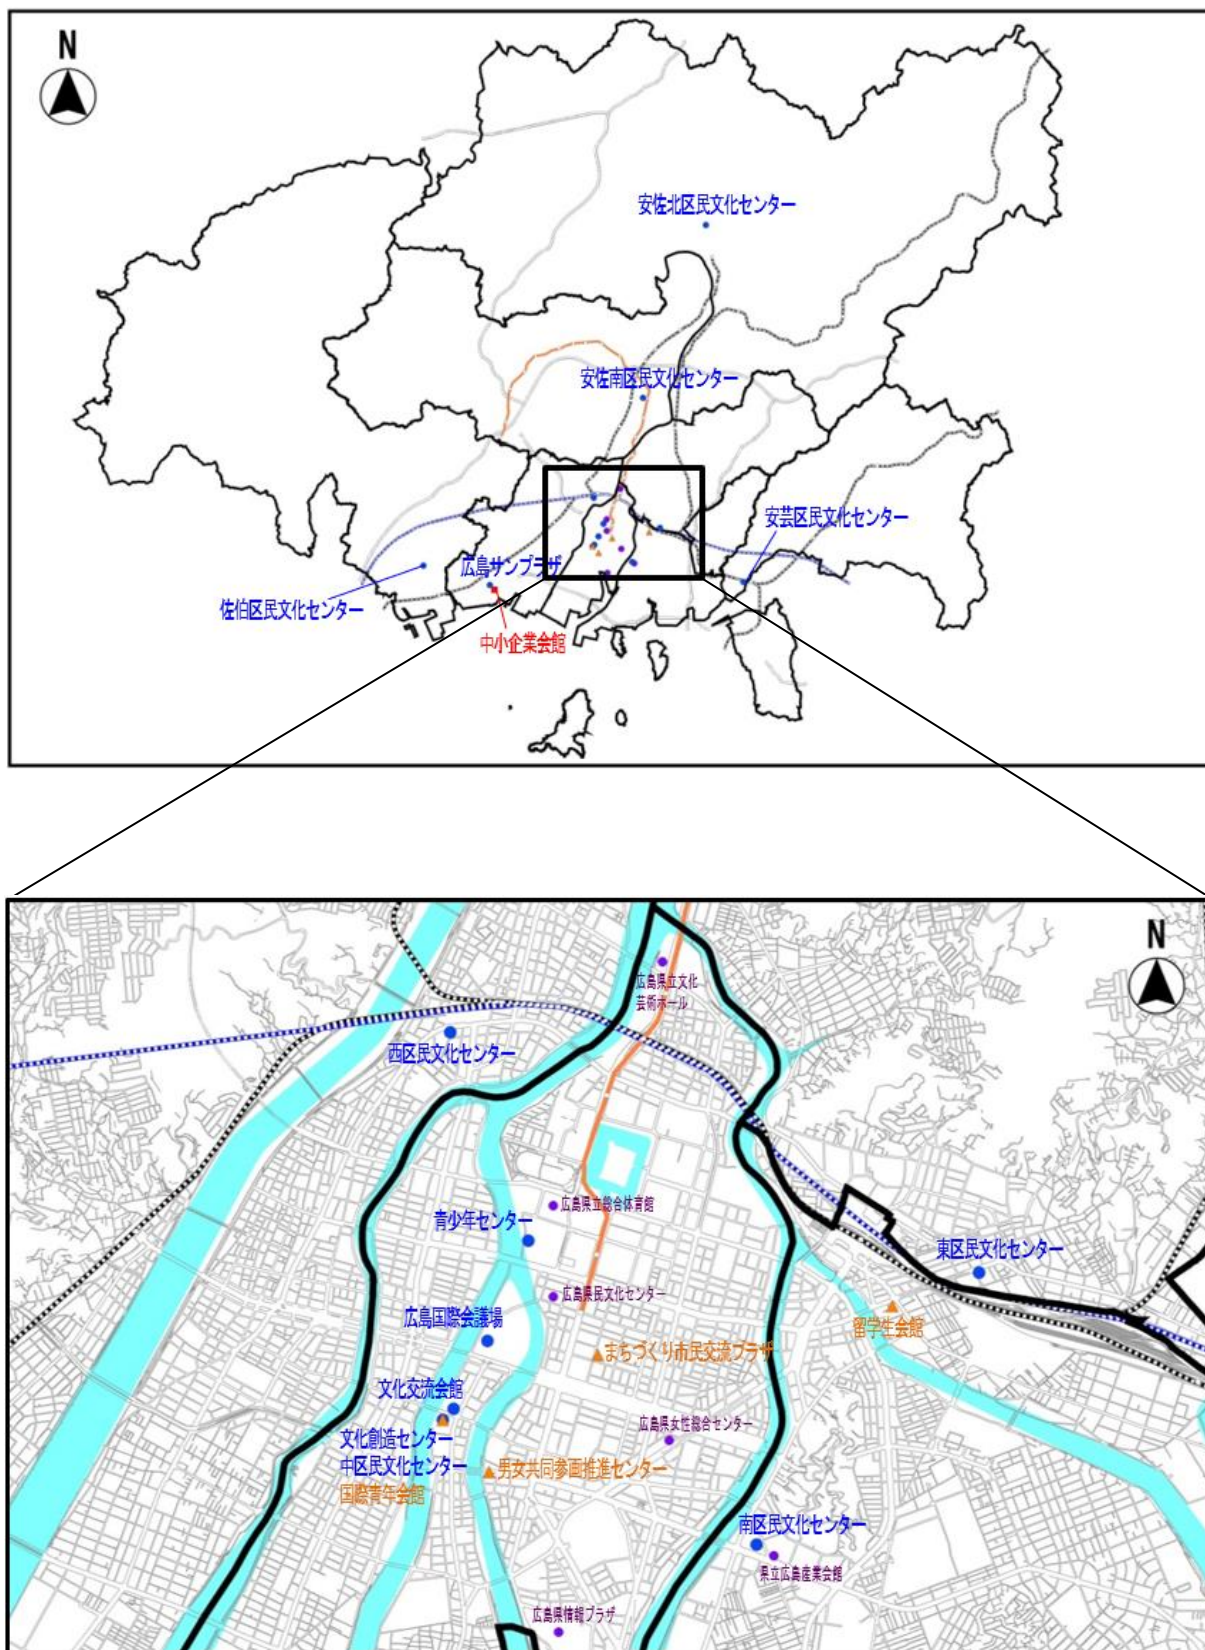 N
安佐北区民文化センター
安佐南区民文化センター
安芸区民文化センター
広島サンプラザ
佐伯区民文化センター
中小企業会館
N
広島県立文化
芸術ホール
西区民文化センター
広島県立総合体育館
青少年センター
東区民文化センター
広島県民文化センター
留学生会館
広島国際会議場
まちづくり市民交流プラザ
文化交流会館
広島県女性総合センター
文化創造センター
中区民文化センター
男女共同参画推進センター
国際青年会館
南区民文化センター
県立広島産業会館
広島県情報プラザ